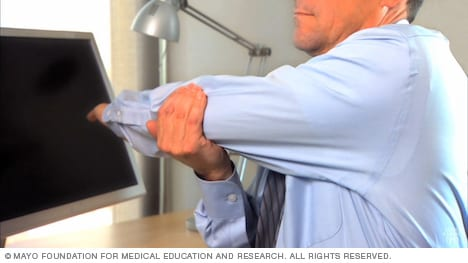 © MAYO FOUNDATION FOR MEDICAL EDUCATION AND RESEARCH. ALL RIGHTS RESERVED.